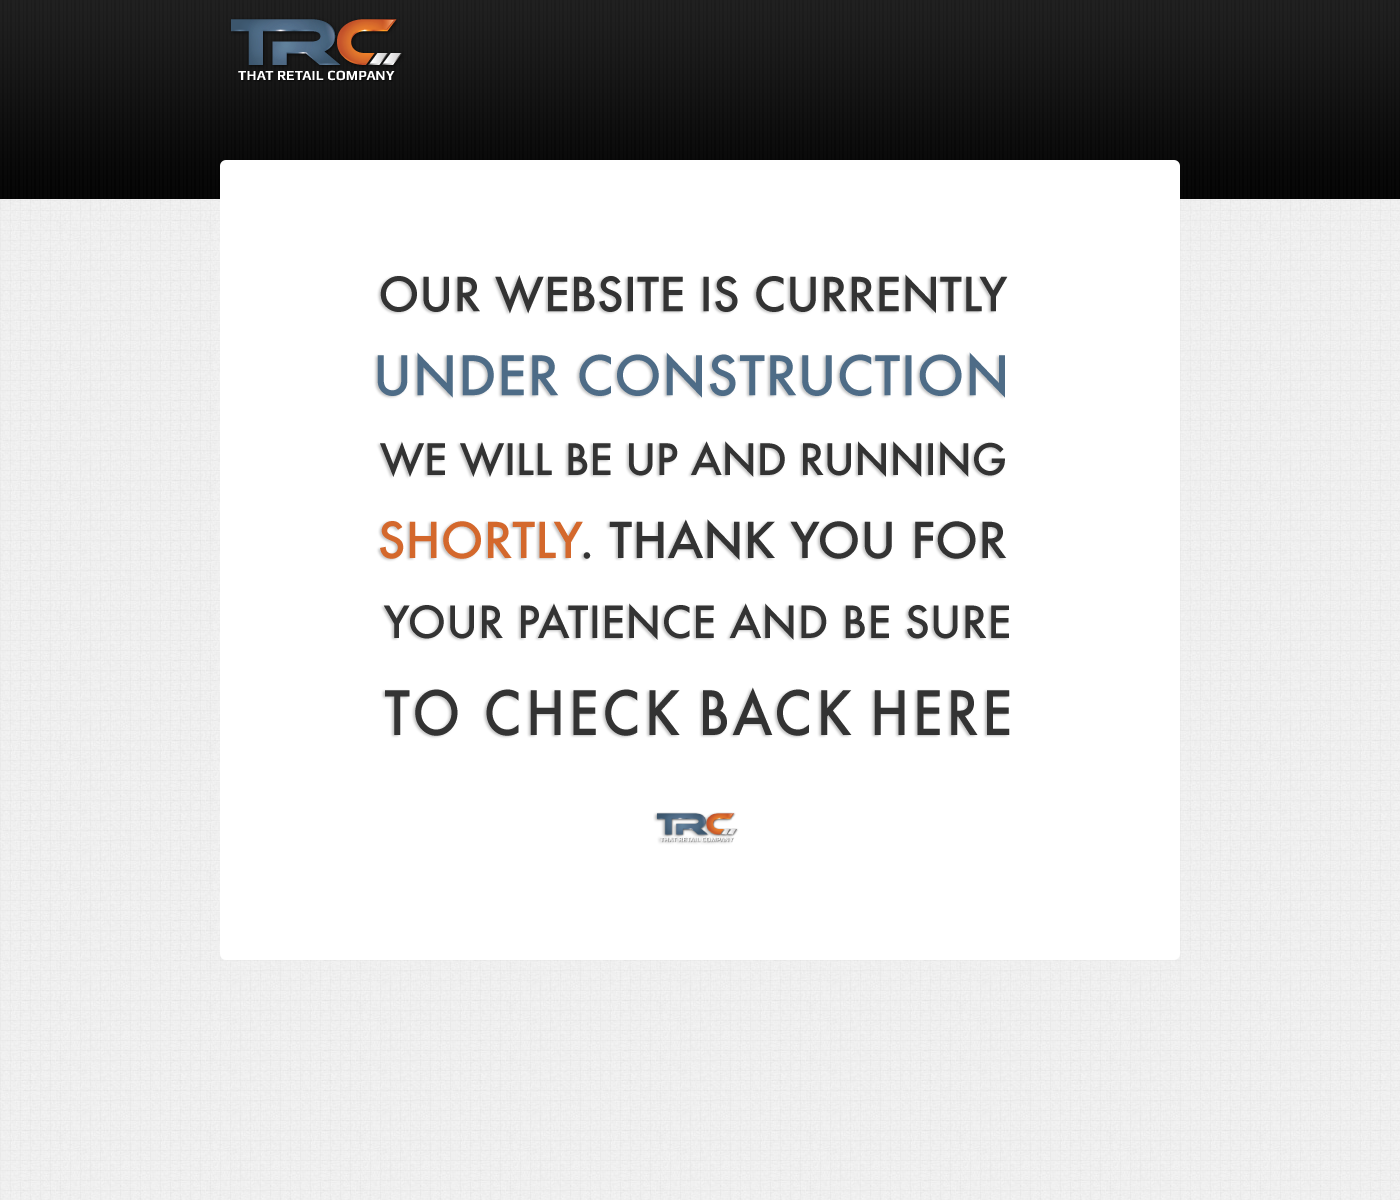 TRC
THAT RETAIL COMPANY
OUR WEBSITE IS CURRENTLY
UNDER CONSTRUCTION
WE WILL BE UP AND RUNNING
SHORTLY. THANK YOU FOR
YOUR PATIENCE AND BE SURE
TO CHECK BACK HERE
TRC
THAT RETAIL COMPANY